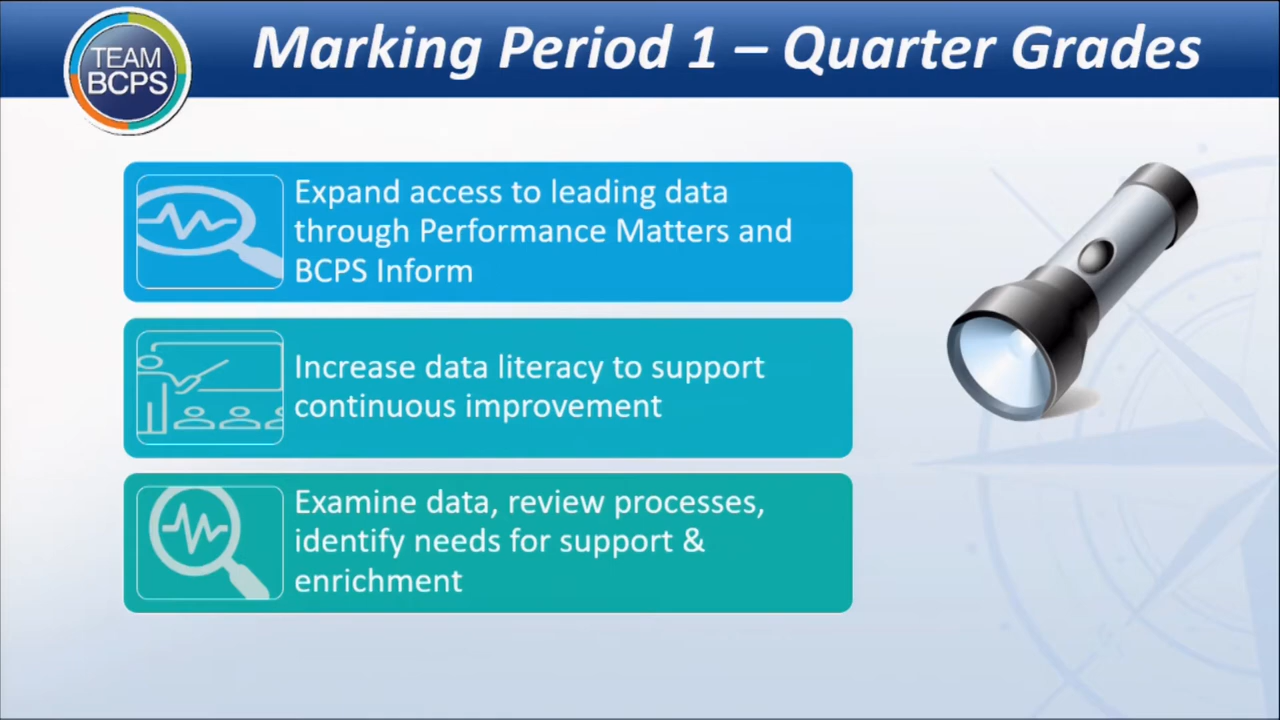 TEAM
BCPS
Marking Period 1 – Quarter Grades
Expand access to leading data
through Performance Matters and
BCPS Inform
Increase data literacy to support
continuous improvement
Examine data, review processes,
identify needs for support &
enrichment